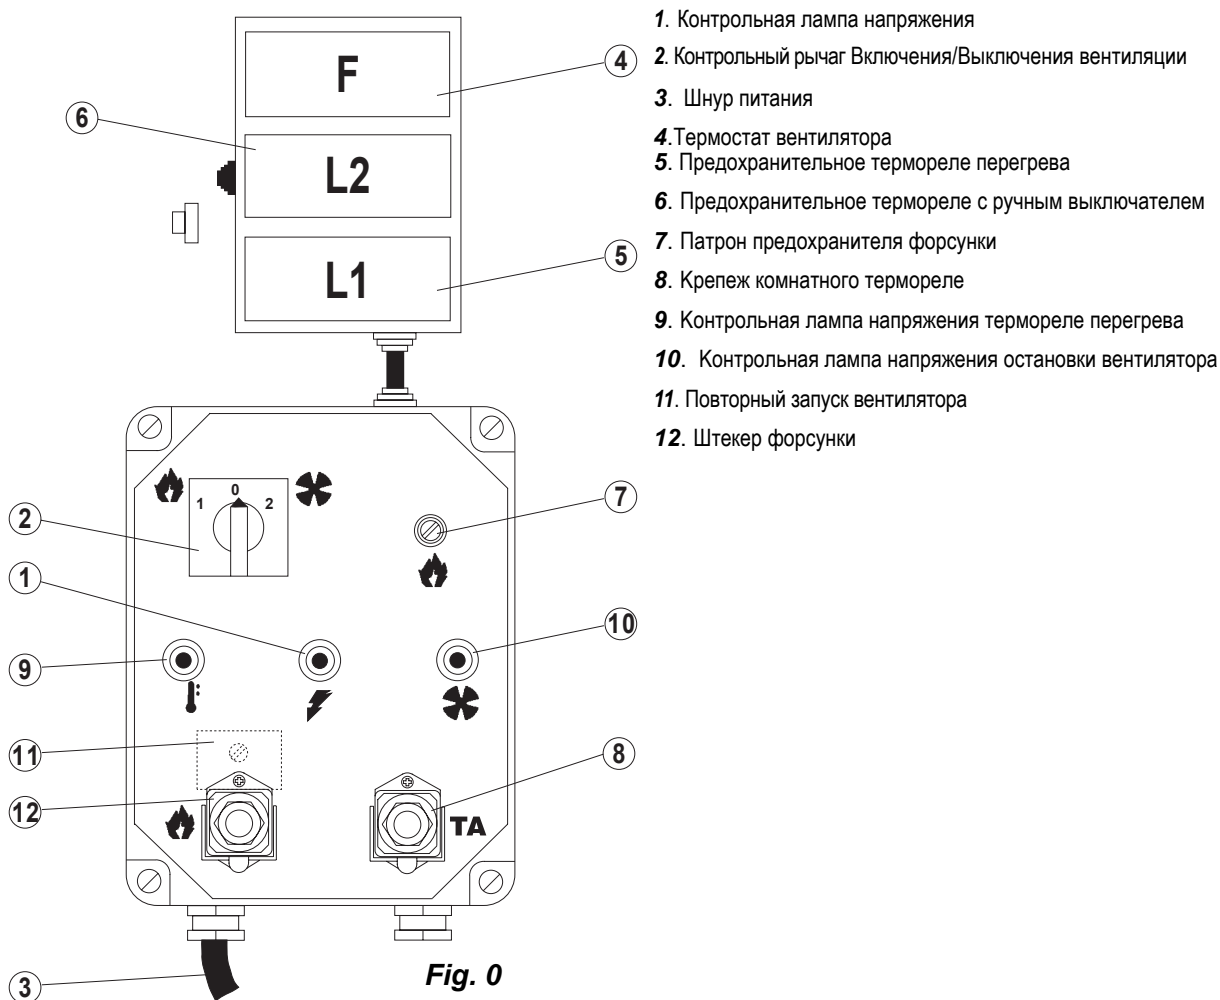 1. Контрольная лампа напряжения
2. Контрольный рычаг Включения/Выключения вентиляции
3. Шнур питания
4.Термостат вентилятора
5. Предохранительное термореле перегрева
6. Предохранительное термореле с ручным выключателем
7. Патрон предохранителя форсунки
8. Крепеж комнатного термореле
9. Контрольная лампа напряжения термореле перегрева
10. Контрольная лампа напряжения остановки вентилятора
11. Повторный запуск вентилятора
12. Штекер форсунки
F
4
6
L2
L1
5
1 0 2
2
7
1
10
9
11
8
12
TA
3
Fig. 0